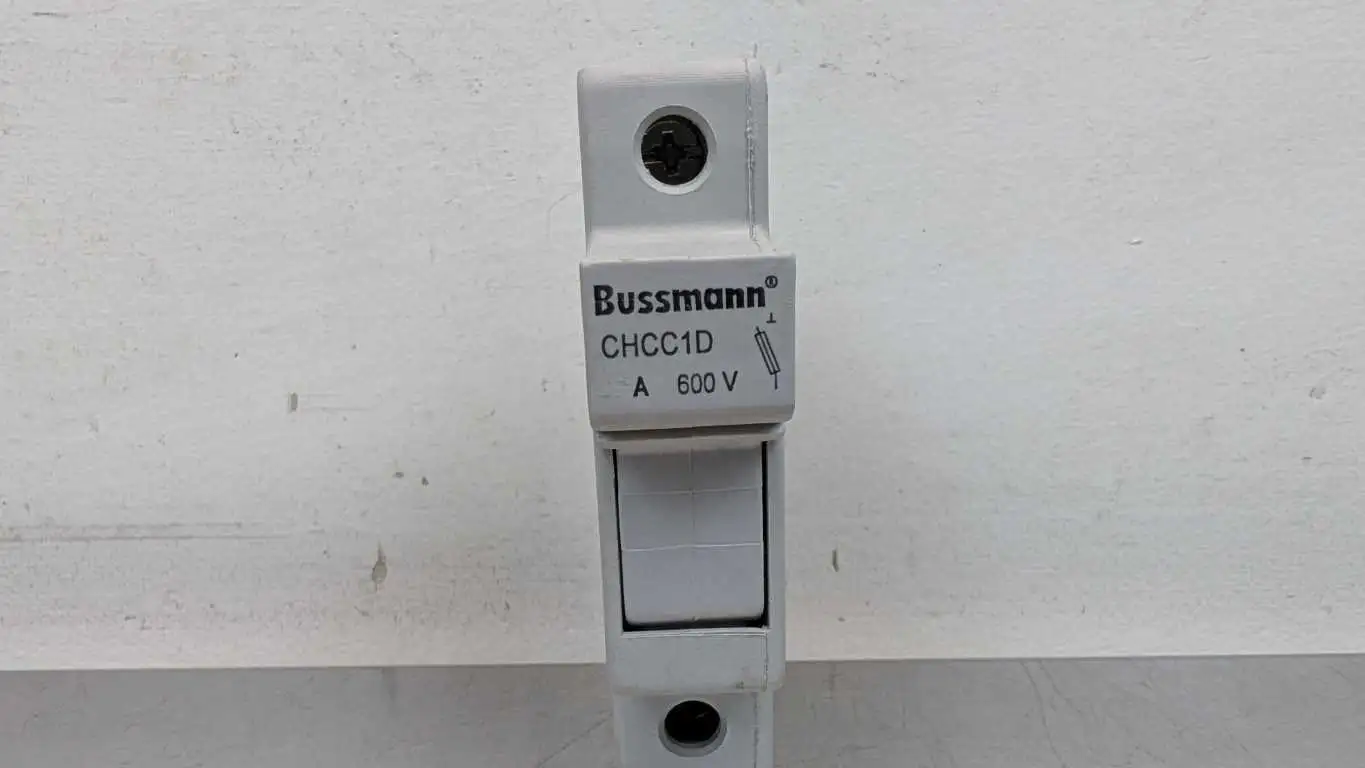 Bussmann®
CHCC1D
A 600 V